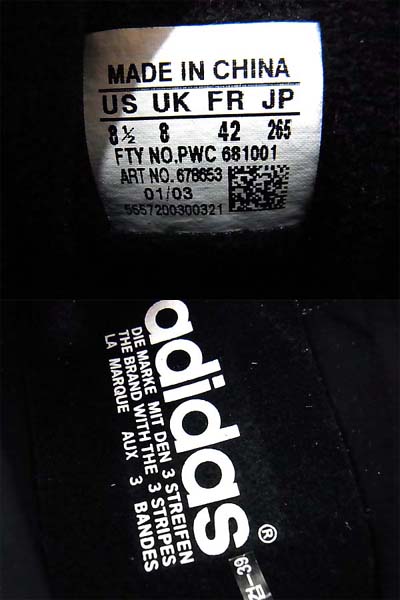 MADE IN CHINA
US UK FR JP
8½ 8 42 265
FTY NO.PWC 681001
ART NO. 678653
01/03
5557200300321
adidas®
DIE MARKE MIT DEN 3 STREIFEN
THE BRAND WITH THE 3 STRIPES
LA MARQUE AUX 3 BANDES